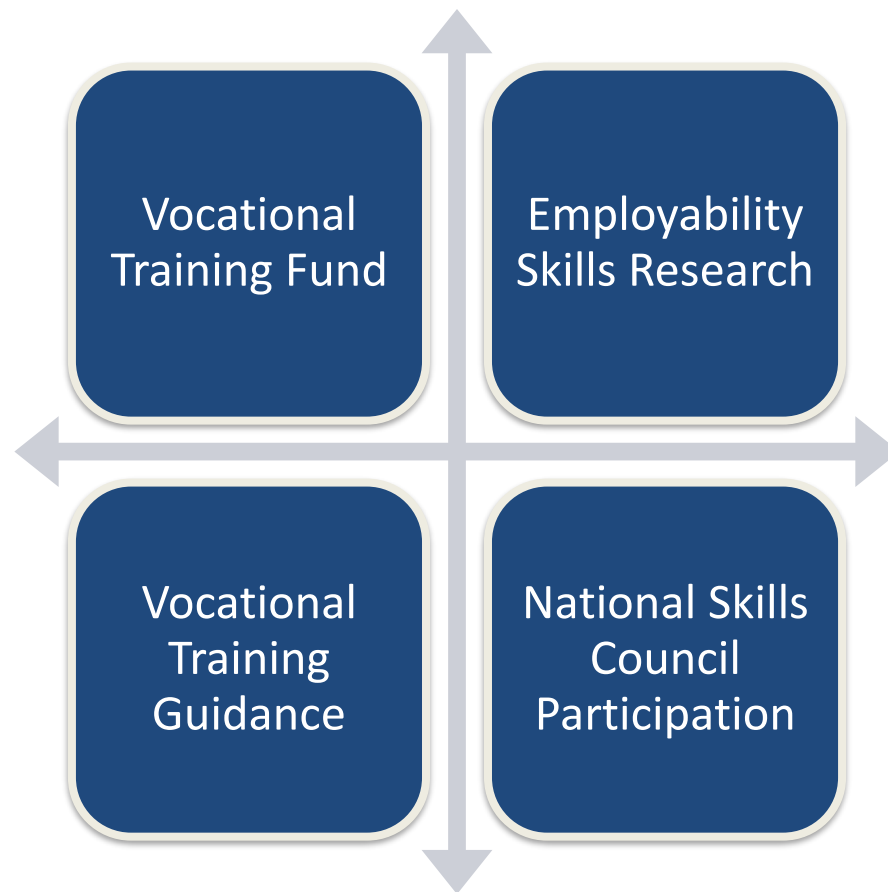 Vocational
Training Fund
Employability
Skills Research
Vocational
Training
Guidance
National Skills
Council
Participation